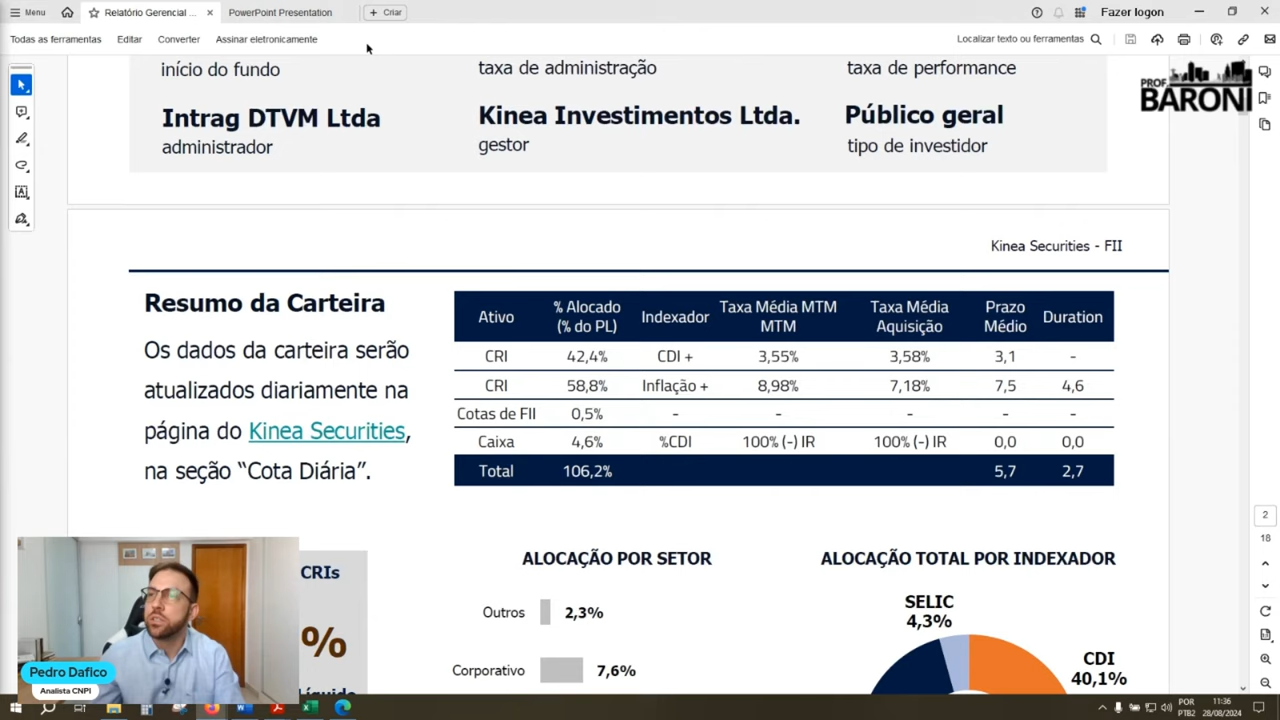 Menu
Relatório Gerencial ...
PowerPoint Presentation
Criar
Fazer logon
Todas as ferramentas
Editar
Converter
Assinar eletronicamente
Localizar texto ou ferramentas
início do fundo
taxa de administração
taxa de performance
PROF.
BARONI
Intrag DTVM Ltda
Kinea Investimentos Ltda.
Público geral
administrador
gestor
tipo de investidor
Kinea Securities - FII
Resumo da Carteira
Os dados da carteira serão
atualizados diariamente na
página do Kinea Securities,
na seção “Cota Diária”.
Ativo % Alocado (% do PL) Indexador Taxa Média MTM MTM Taxa Média Aquisição Prazo Médio Duration
CRI 42,4% CDI + 3,55% 3,58% 3,1 -
CRI 58,8% Inflação + 8,98% 7,18% 7,5 4,6
Cotas de FII 0,5% - - - - -
Caixa 4,6% %CDI 100% (-) IR 100% (-) IR 0,0 0,0
Total 106,2% 5,7 2,7
2
18
CRIs
%
Líquido
ALOCAÇÃO POR SETOR
Outros 2,3%
Corporativo 7,6%
ALOCAÇÃO TOTAL POR INDEXADOR
SELIC
4,3%
CDI
40,1%
Pedro Dafico
Analista CNPI
POR
PTB2
11:36
28/08/2024